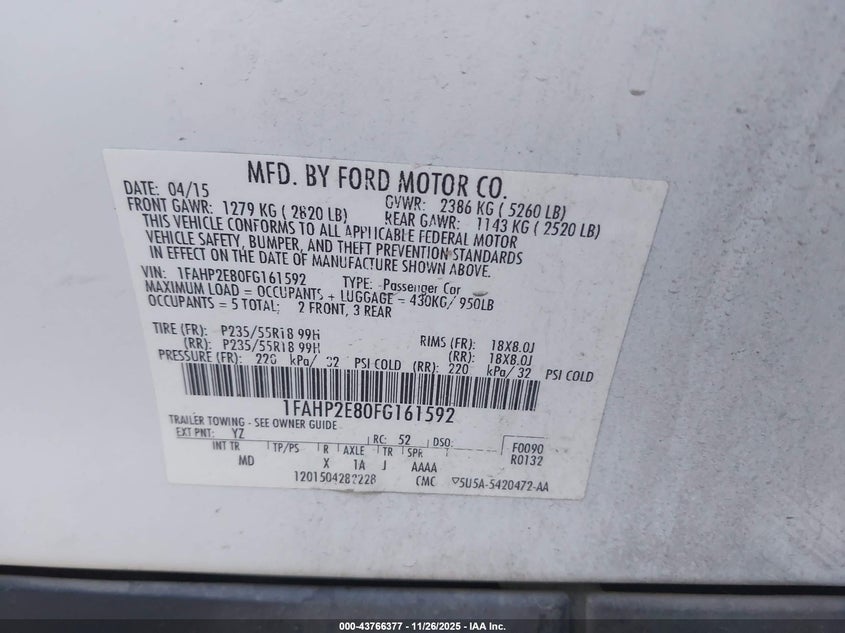 MFD. BY FORD MOTOR CO.
DATE: 04/15 GVWR: 2386 KG ( 5260 LB)
FRONT GAWR: 1279 KG ( 2820 LB) REAR GAWR: 1143 KG ( 2520 LB)
THIS VEHICLE CONFORMS TO ALL APPLICABLE FEDERAL MOTOR
VEHICLE SAFETY, BUMPER, AND THEFT PREVENTION STANDARDS
IN EFFECT ON THE DATE OF MANUFACTURE SHOWN ABOVE.
VIN: 1FAHP2E80FG161592 TYPE: Passenger Car
MAXIMUM LOAD = OCCUPANTS + LUGGAGE = 430KG/ 950LB
OCCUPANTS = 5 TOTAL: 2 FRONT, 3 REAR
TIRE (FR): P235/55R18 99H RIMS (FR): 18X8.0J
(RR): P235/55R18 99H (RR): 18X8.0J
PRESSURE (FR): 220 kPa/ 32 PSI COLD (RR): 220 kPa/ 32 PSI COLD
1FAHP2E80FG161592
TRAILER TOWING - SEE OWNER GUIDE
EXT PNT: YZ RC: 52 DSO: F0090
INT TR TP/PS R AXLE TR SPR R0132
MD X 1A J AAAA
CMC ▽5U5A-5420472-AA
000-43766377 - 11/26/2025 - IAA Inc.